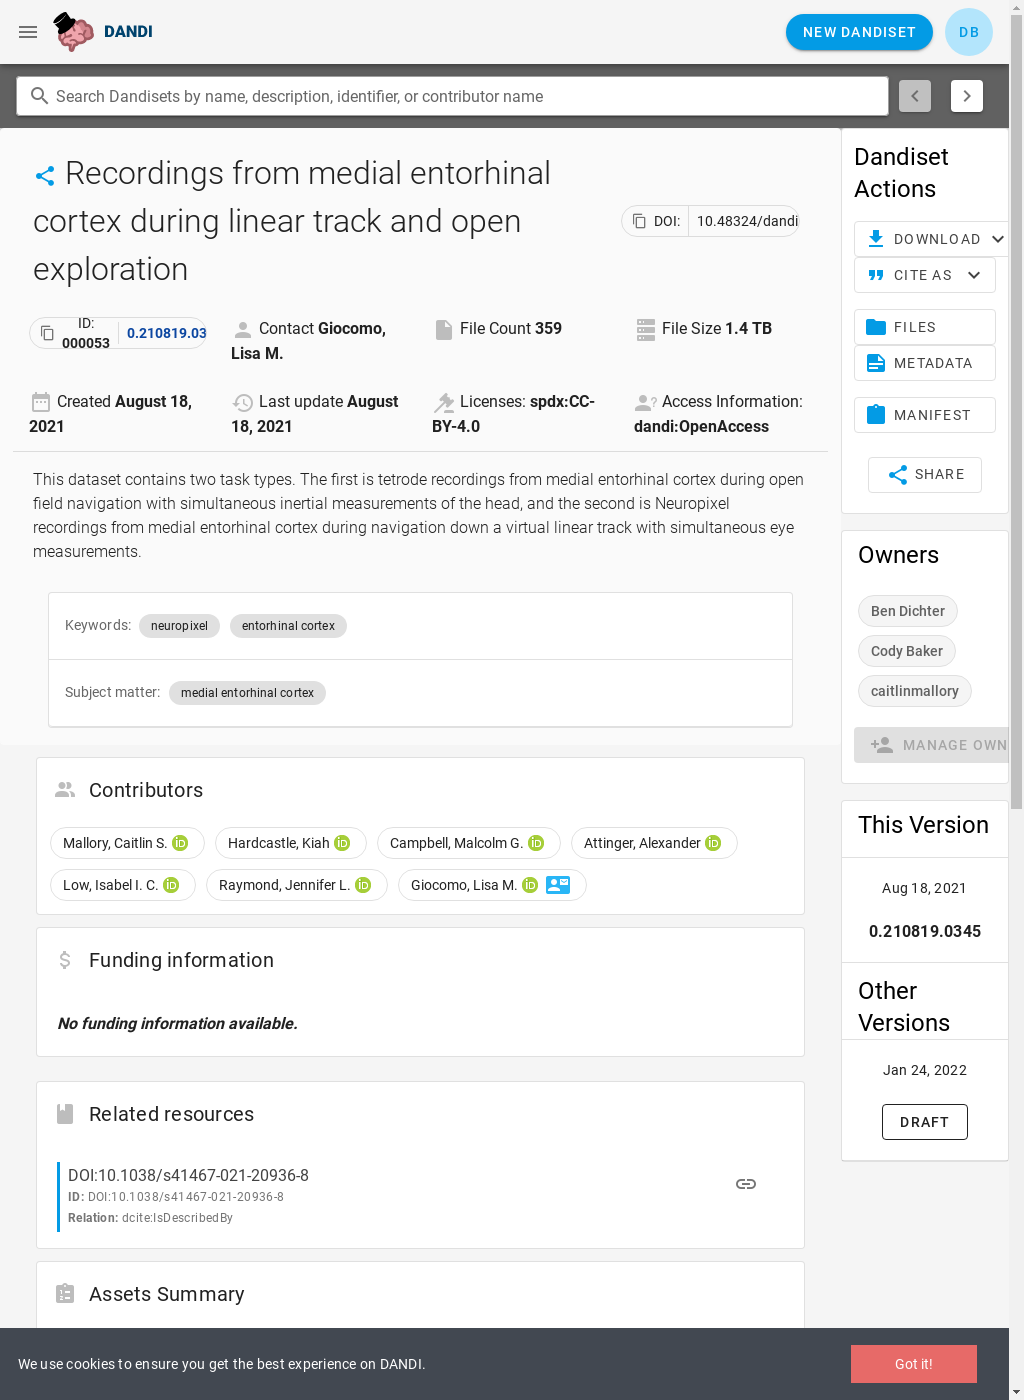 DANDI
NEW DANDISET
DB
Search Dandisets by name, description, identifier, or contributor name
Recordings from medial entorhinal
cortex during linear track and open
exploration
DOI: 10.48324/dandi
ID:
000053
0.210819.03
Contact Giocomo,
Lisa M.
File Count 359
File Size 1.4 TB
Created August 18,
2021
Last update August
18, 2021
Licenses: spdx:CC-
BY-4.0
Access Information:
dandi:OpenAccess
This dataset contains two task types. The first is tetrode recordings from medial entorhinal cortex during open
field navigation with simultaneous inertial measurements of the head, and the second is Neuropixel
recordings from medial entorhinal cortex during navigation down a virtual linear track with simultaneous eye
measurements.
Keywords: neuropixel entorhinal cortex
Subject matter: medial entorhinal cortex
Contributors
Mallory, Caitlin S. iD Hardcastle, Kiah iD Campbell, Malcolm G. iD Attinger, Alexander iD
Low, Isabel I. C. iD Raymond, Jennifer L. iD Giocomo, Lisa M. iD
Funding information
No funding information available.
Related resources
DOI:10.1038/s41467-021-20936-8
ID: DOI:10.1038/s41467-021-20936-8
Relation: dcite:IsDescribedBy
Assets Summary
Dandiset
Actions
DOWNLOAD
CITE AS
FILES
METADATA
MANIFEST
SHARE
Owners
Ben Dichter
Cody Baker
caitlinmallory
MANAGE OWN
This Version
Aug 18, 2021
0.210819.0345
Other
Versions
Jan 24, 2022
DRAFT
We use cookies to ensure you get the best experience on DANDI.
Got it!